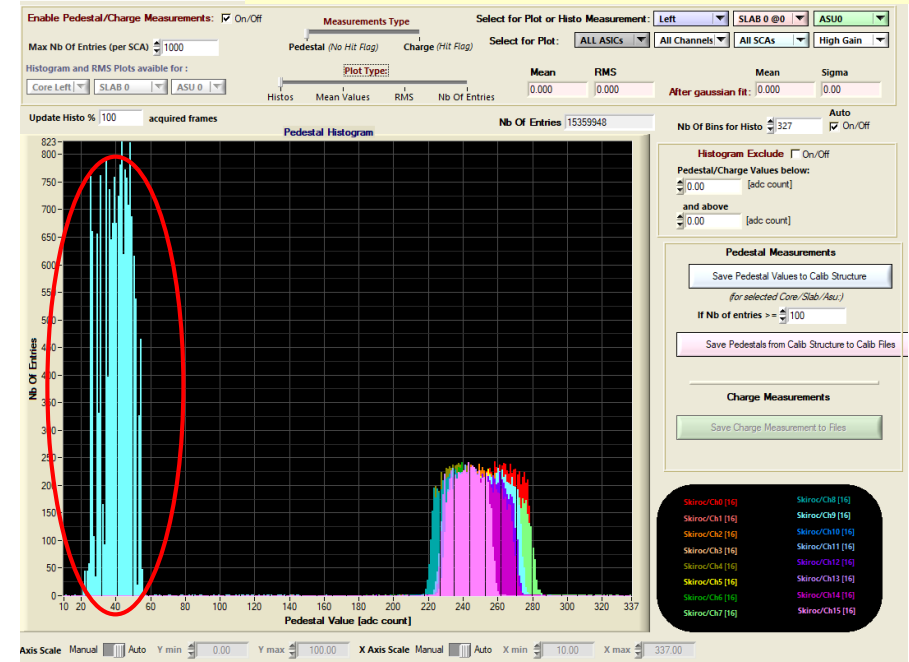 Enable Pedestal/Charge Measurements: On/Off
Measurements Type
Select for Plot or Histo Measurement: Left SLAB 0 @0 ASU0
Max Nb Of Entries (per SCA) 1000
Pedestal (No Hit Flag) Charge (Hit Flag)
Select for Plot: ALL ASICs All Channels All SCAs High Gain
Histogram and RMS Plots avaible for :
Core Left SLAB 0 ASU 0
Plot Type:
Histos Mean Values RMS Nb Of Entries
Mean RMS
0.000 0.000
Mean Sigma
After gaussian fit: 0.000 0.00
Update Histo % 100 acquired frames
Nb Of Entries 15359948
Nb Of Bins for Histo 327
Auto
On/Off
Pedestal Histogram
Nb Of Entries
823
800
750
700
650
600
550
500
450
400
350
300
250
200
150
100
50
0
10 20 40 60 80 100 120 140 160 180 200 220 240 260 280 300 320 337
Pedestal Value [adc count]
Histogram Exclude On/Off
Pedestal/Charge Values below:
0.00 [adc count]
and above
0.00 [adc count]
Pedestal Measurements
Save Pedestal Values to Calib Structure
(for selected Core/Slab/Asu:)
If Nb of entries >= 100
Save Pedestals from Calib Structure to Calib Files
Charge Measurements
Save Charge Measurement to Files
Skiroc/Ch0 [16] Skiroc/Ch8 [16]
Skiroc/Ch1 [16] Skiroc/Ch9 [16]
Skiroc/Ch2 [16] Skiroc/Ch10 [16]
Skiroc/Ch3 [16] Skiroc/Ch11 [16]
Skiroc/Ch4 [16] Skiroc/Ch12 [16]
Skiroc/Ch5 [16] Skiroc/Ch13 [16]
Skiroc/Ch6 [16] Skiroc/Ch14 [16]
Skiroc/Ch7 [16] Skiroc/Ch15 [16]
Axis Scale Manual Auto Y min 0.00 Y max 100.00 X Axis Scale Manual Auto X min 10.00 X max 337.00